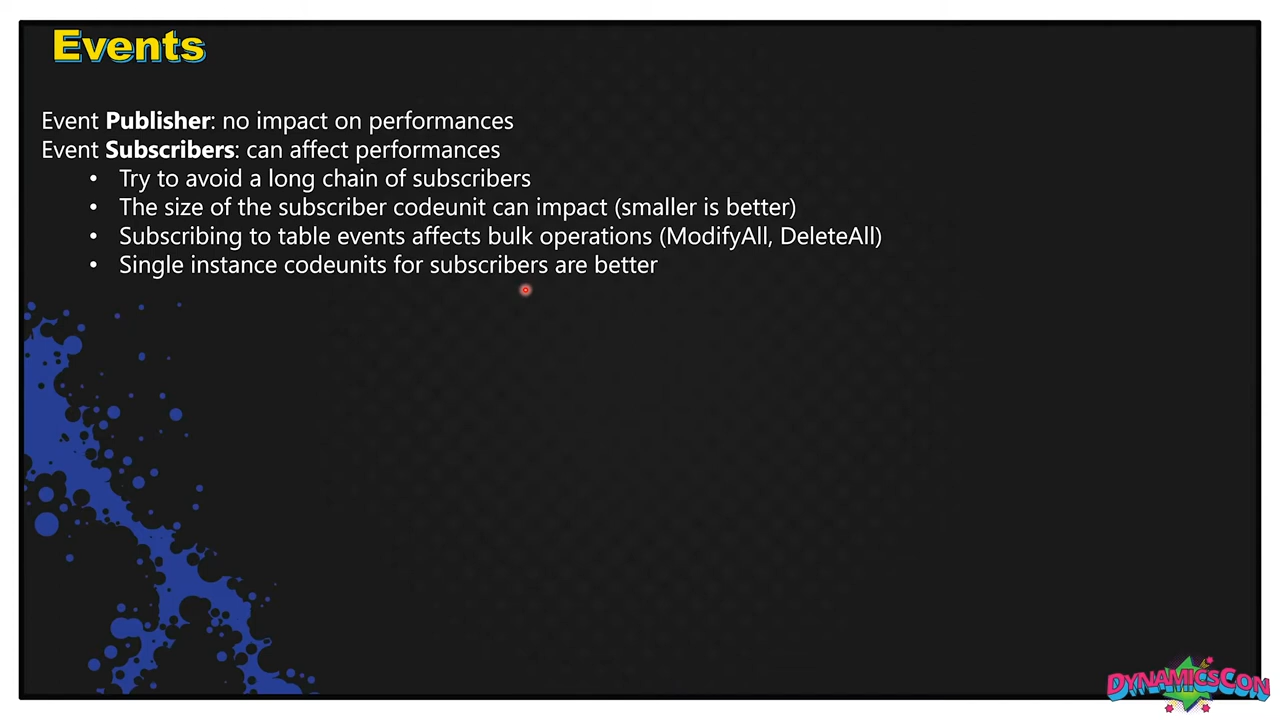 Events
Event Publisher: no impact on performances
Event Subscribers: can affect performances
• Try to avoid a long chain of subscribers
• The size of the subscriber codeunit can impact (smaller is better)
• Subscribing to table events affects bulk operations (ModifyAll, DeleteAll)
• Single instance codeunits for subscribers are better
DYNAMICSCON